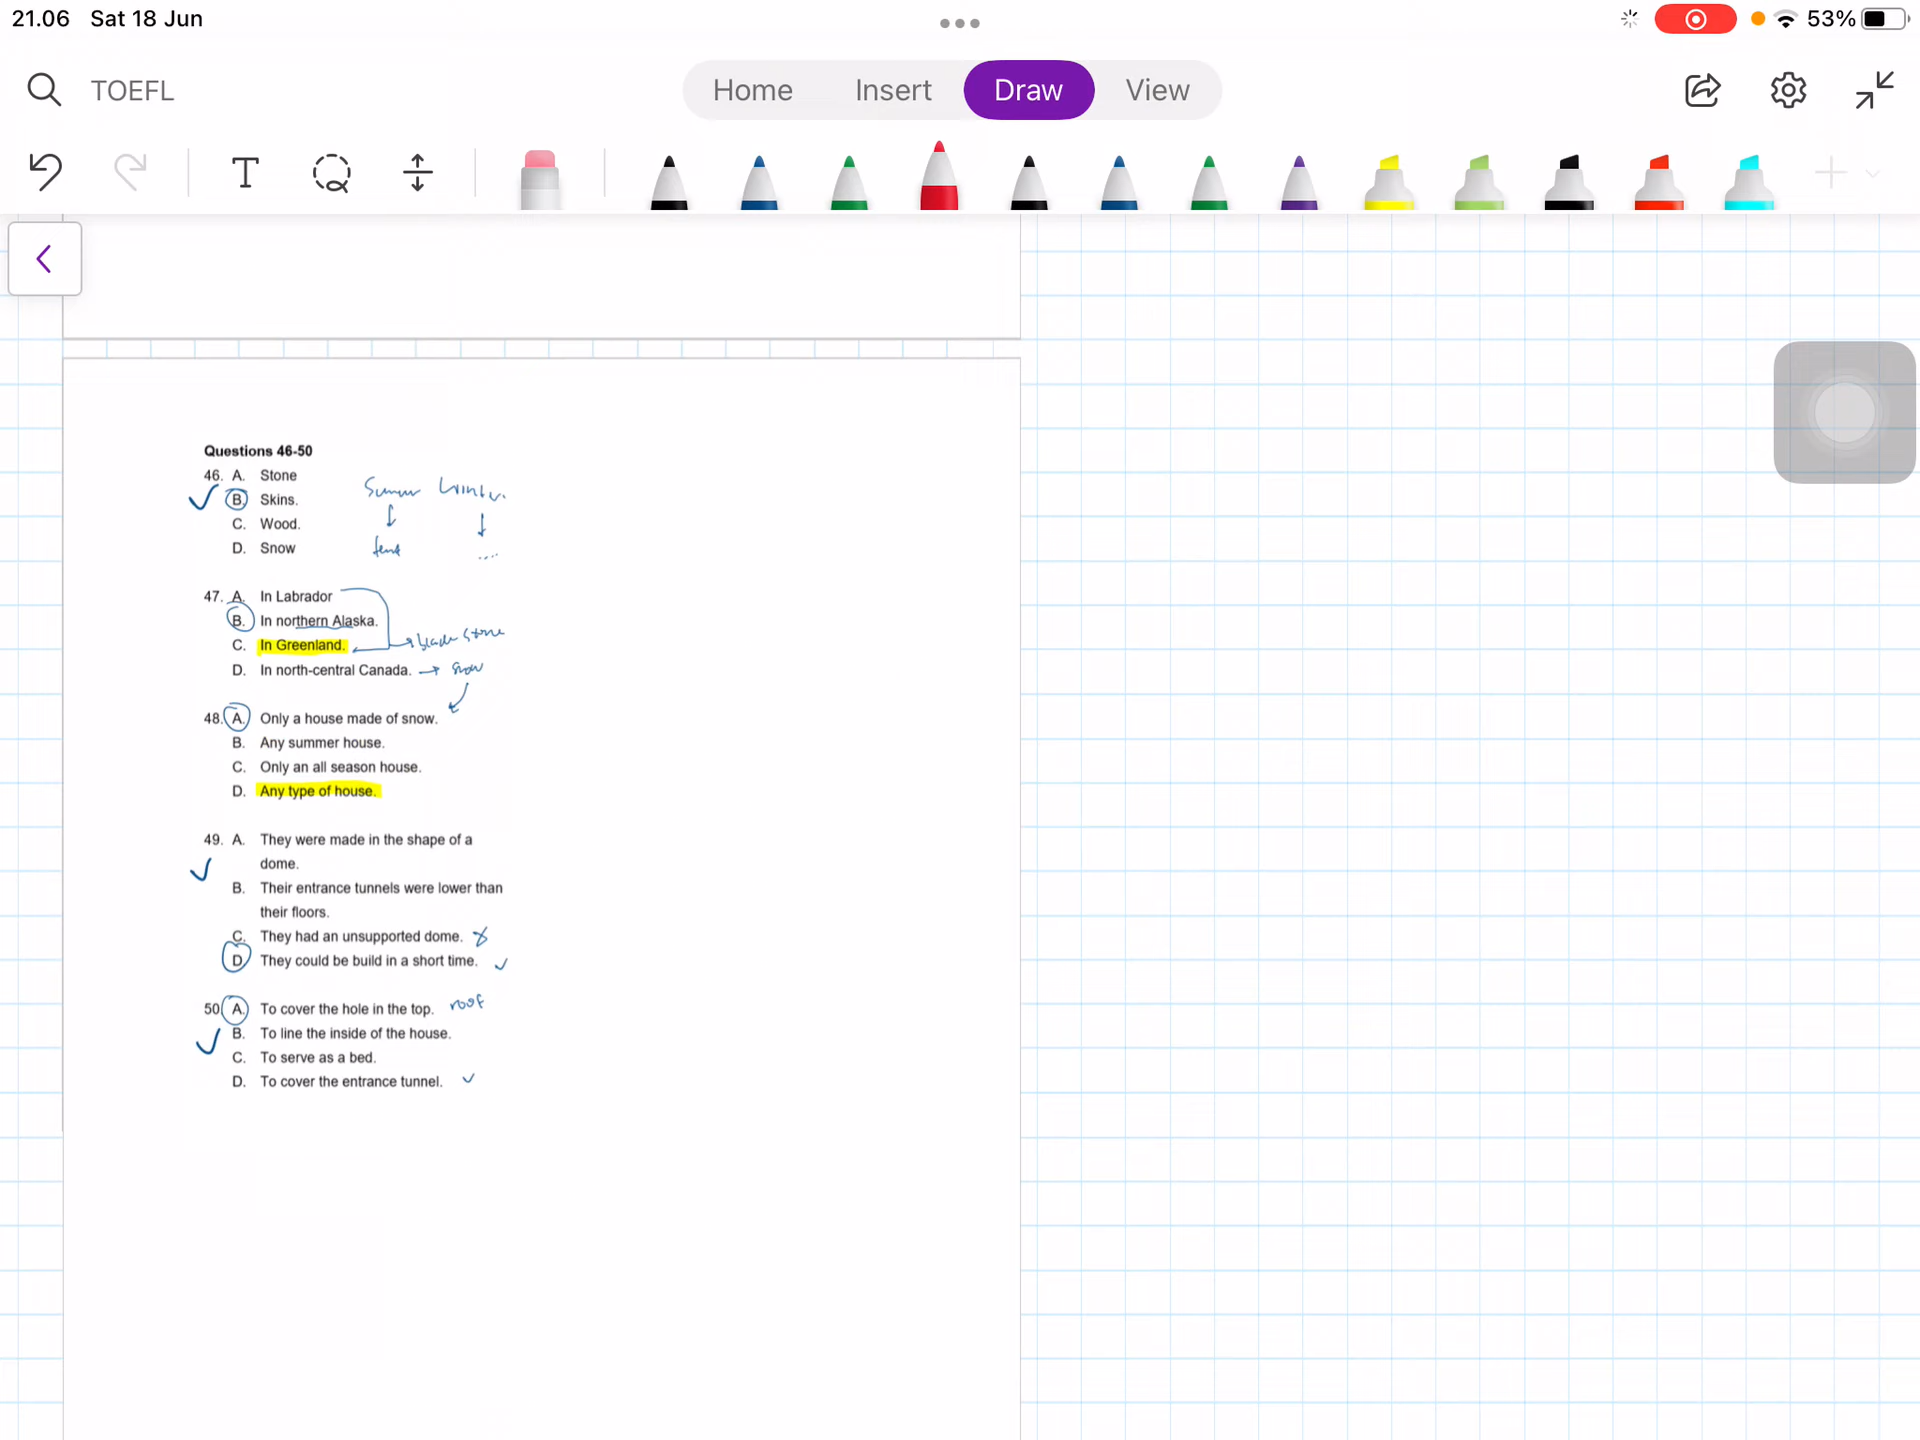 21.06 Sat 18 Jun
53%
TOEFL
Home Insert Draw View
T
Questions 46-50
46. A. Stone
B. Skins.
C. Wood.
D. Snow
Summer Winter
tent
....
47. A. In Labrador
B. In northern Alaska.
C. In Greenland.
D. In north-central Canada.
stone
snow
48. A. Only a house made of snow.
B. Any summer house.
C. Only an all season house.
D. Any type of house.
49. A. They were made in the shape of a
dome.
B. Their entrance tunnels were lower than
their floors.
C. They had an unsupported dome.
D. They could be build in a short time.
50 A. To cover the hole in the top. roof
B. To line the inside of the house.
C. To serve as a bed.
D. To cover the entrance tunnel.